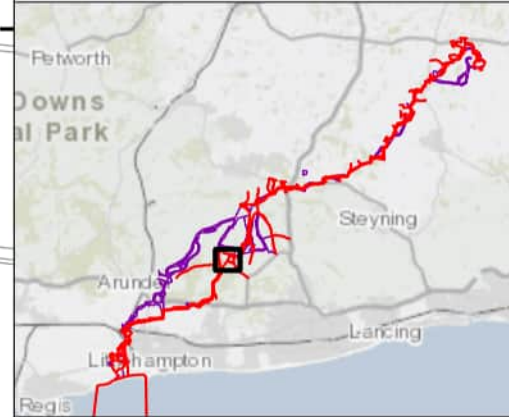 Petworth
Downs
al Park
Steyning
Arundel
Lancing
Littlehampton
Regis